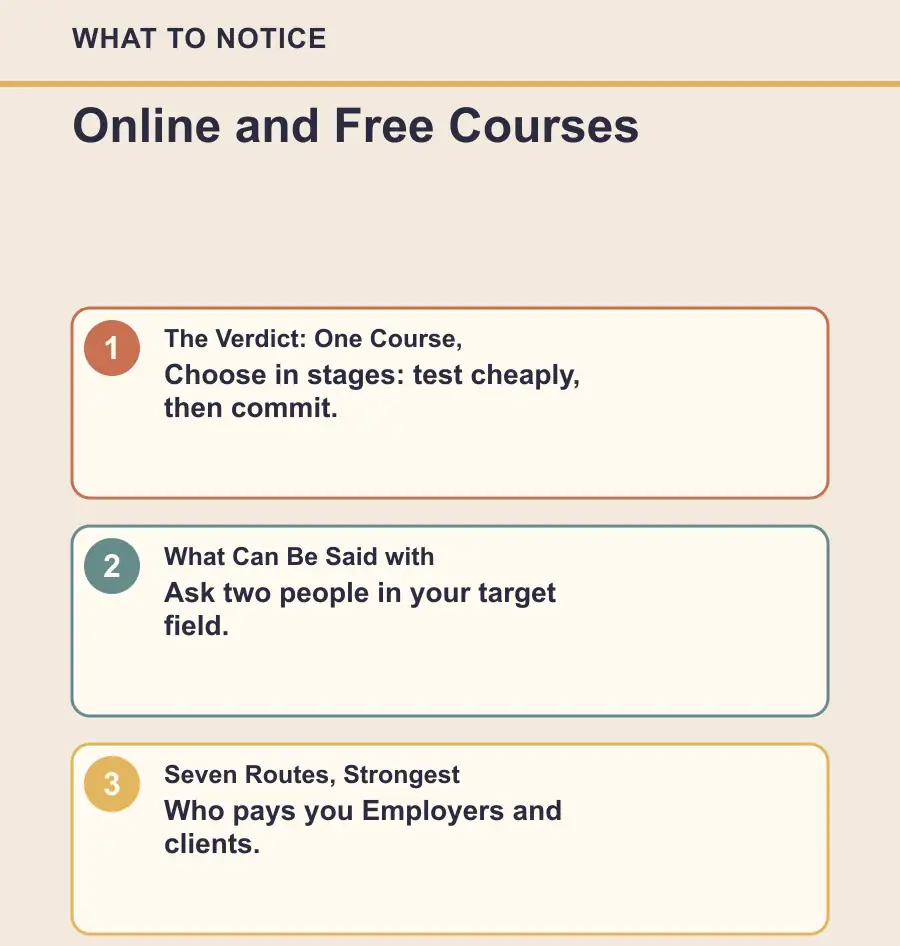 WHAT TO NOTICE
Online and Free Courses
1
The Verdict: One Course,
Choose in stages: test cheaply,
then commit.
2
What Can Be Said with
Ask two people in your target
field.
3
Seven Routes, Strongest
Who pays you Employers and
clients.